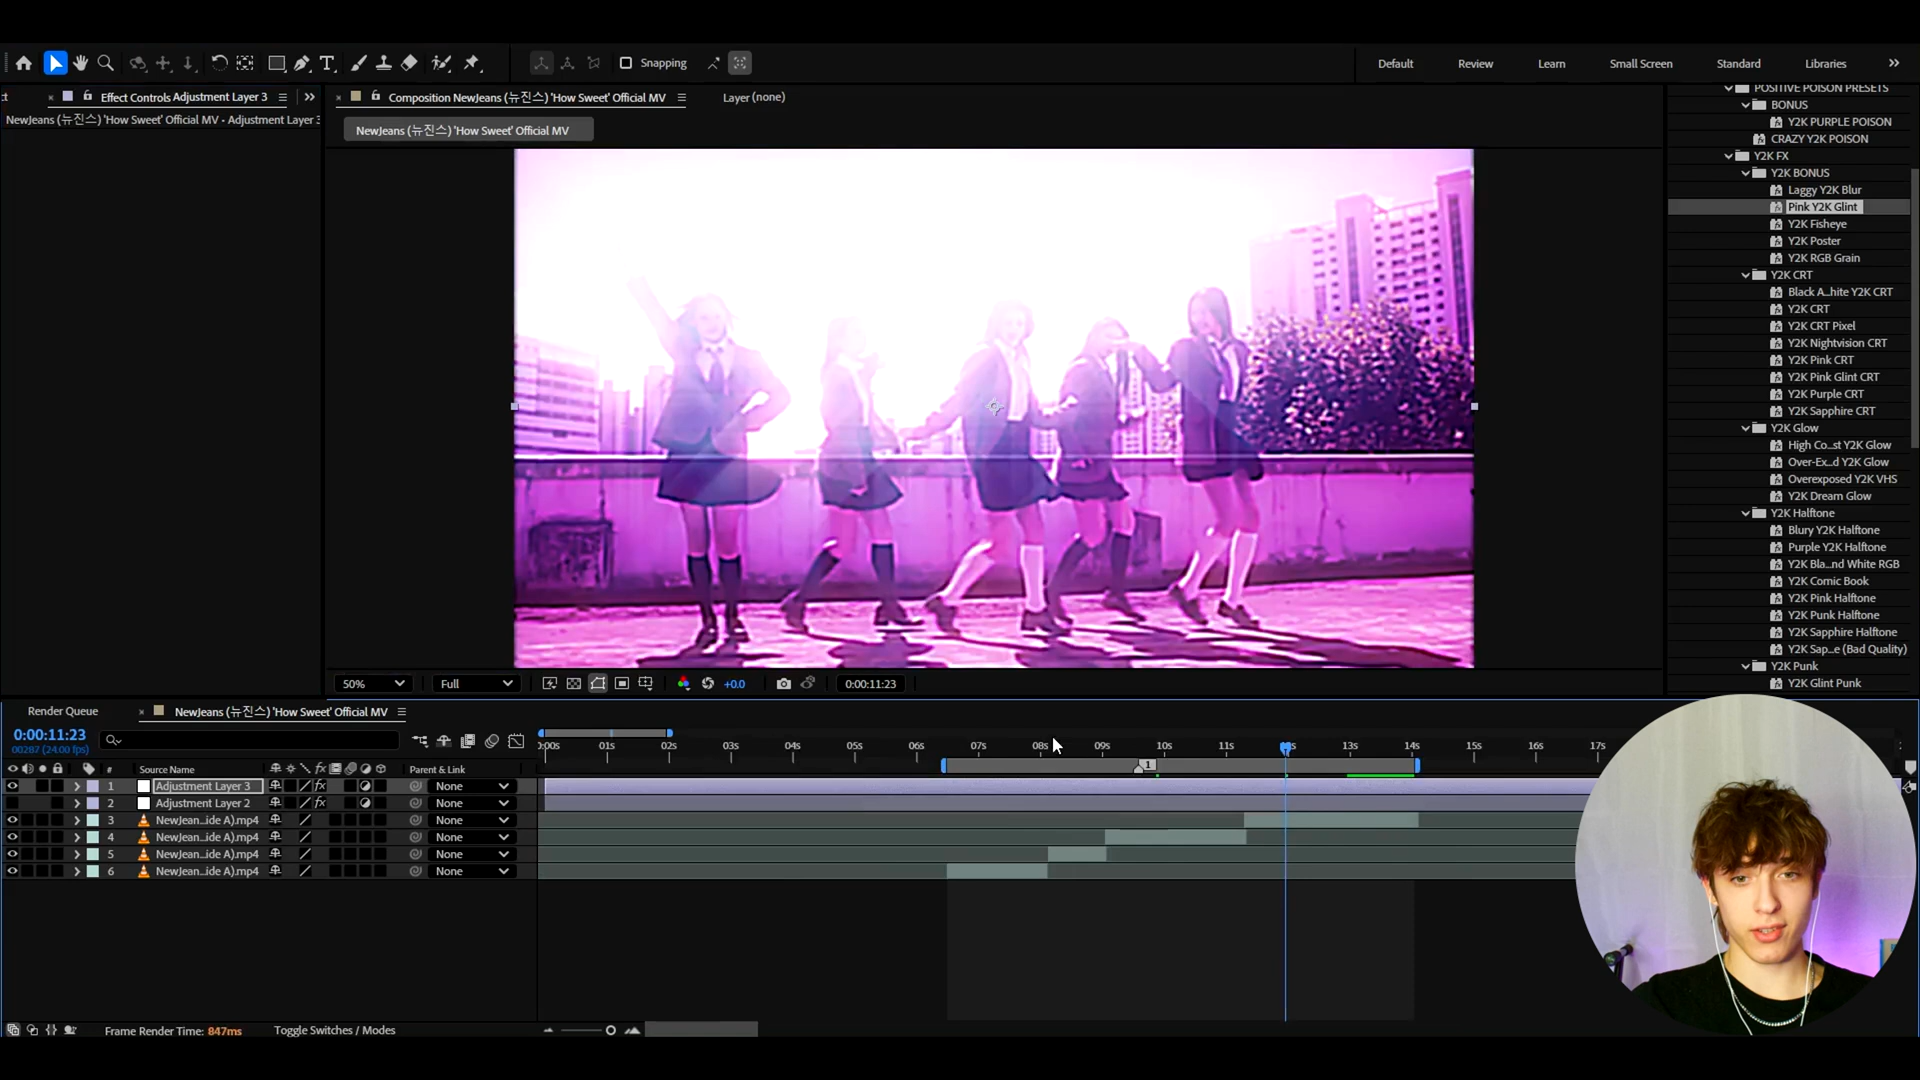 Snapping
Default
Review
Learn
Small Screen
Standard
Libraries
ct
Effect Controls Adjustment Layer 3
Composition NewJeans (뉴진스) 'How Sweet' Official MV
Layer (none)
NewJeans (뉴진스) 'How Sweet' Official MV - Adjustment Layer 3
NewJeans (뉴진스) 'How Sweet' Official MV
POSITIVE POISON PRESETS
BONUS
Y2K PURPLE POISON
CRAZY Y2K POISON
Y2K FX
Y2K BONUS
Laggy Y2K Blur
Pink Y2K Glint
Y2K Fisheye
Y2K Poster
Y2K RGB Grain
Y2K CRT
Black A...hite Y2K CRT
Y2K CRT
Y2K CRT Pixel
Y2K Nightvision CRT
Y2K Pink CRT
Y2K Pink Glint CRT
Y2K Purple CRT
Y2K Sapphire CRT
Y2K Glow
High Co...st Y2K Glow
Over-Ex...d Y2K Glow
Overexposed Y2K VHS
Y2K Dream Glow
Y2K Halftone
Blury Y2K Halftone
Purple Y2K Halftone
Y2K Bla...nd White RGB
Y2K Comic Book
Y2K Pink Halftone
Y2K Punk Halftone
Y2K Sapphire Halftone
Y2K Sap...e (Bad Quality)
Y2K Punk
Y2K Glint Punk
50%
Full
+0.0
0:00:11:23
Render Queue
NewJeans (뉴진스) 'How Sweet' Official MV
0:00:11:23
00287 (24.00 fps)
:00s 01s 02s 03s 04s 05s 06s 07s 08s 09s 10s 11s 13s 14s 15s 16s 17s
1
# Source Name
fx
Parent & Link
1 Adjustment Layer 3 fx None
2 Adjustment Layer 2 fx None
3 NewJean...ide A).mp4 None
4 NewJean...ide A).mp4 None
5 NewJean...ide A).mp4 None
6 NewJean...ide A).mp4 None
Frame Render Time: 847ms
Toggle Switches / Modes